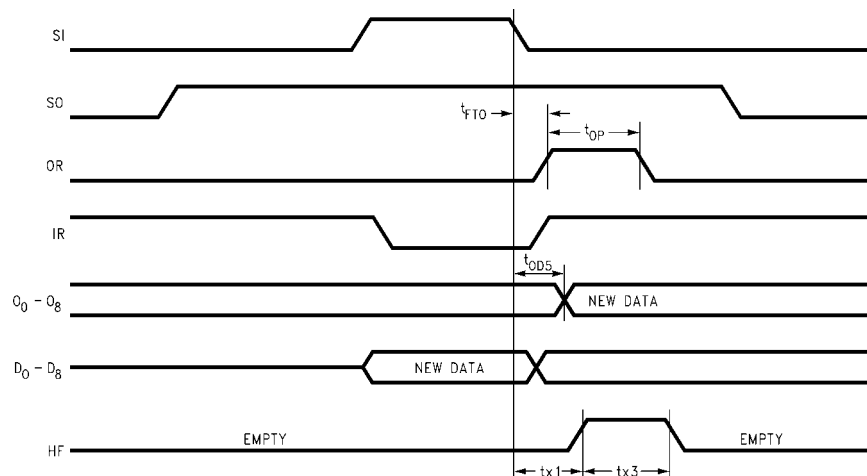 SI
SO
tFTO
tOP
OR
IR
tOD5
O0 - O8
NEW DATA
D0 - D8
NEW DATA
EMPTY
EMPTY
HF
tx1
tx3